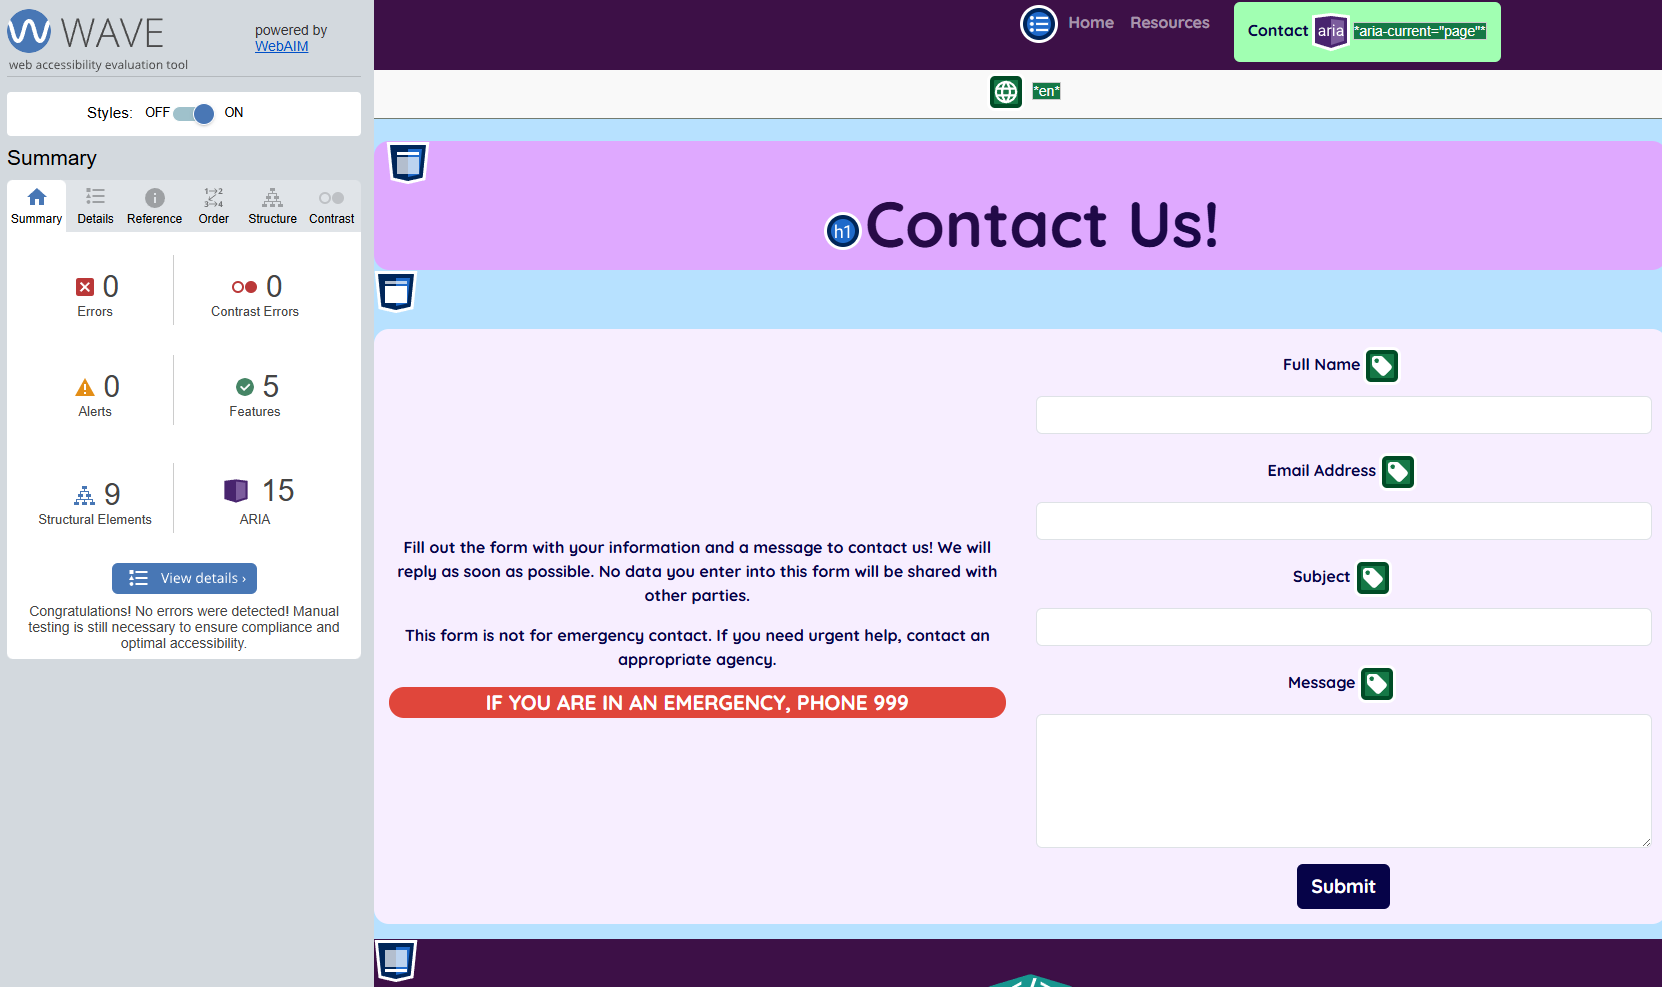 WAVE
powered by
WebAIM
web accessibility evaluation tool
Styles: OFF ON
Summary
Summary Details Reference Order Structure Contrast
0
Errors
0
Contrast Errors
0
Alerts
5
Features
9
Structural Elements
15
ARIA
View details ›
Congratulations! No errors were detected! Manual
testing is still necessary to ensure compliance and
optimal accessibility.
Home Resources Contact aria *aria-current="page"*
*en*
h1 Contact Us!
Fill out the form with your information and a message to contact us! We will
reply as soon as possible. No data you enter into this form will be shared with
other parties.
This form is not for emergency contact. If you need urgent help, contact an
appropriate agency.
IF YOU ARE IN AN EMERGENCY, PHONE 999
Full Name
Email Address
Subject
Message
Submit